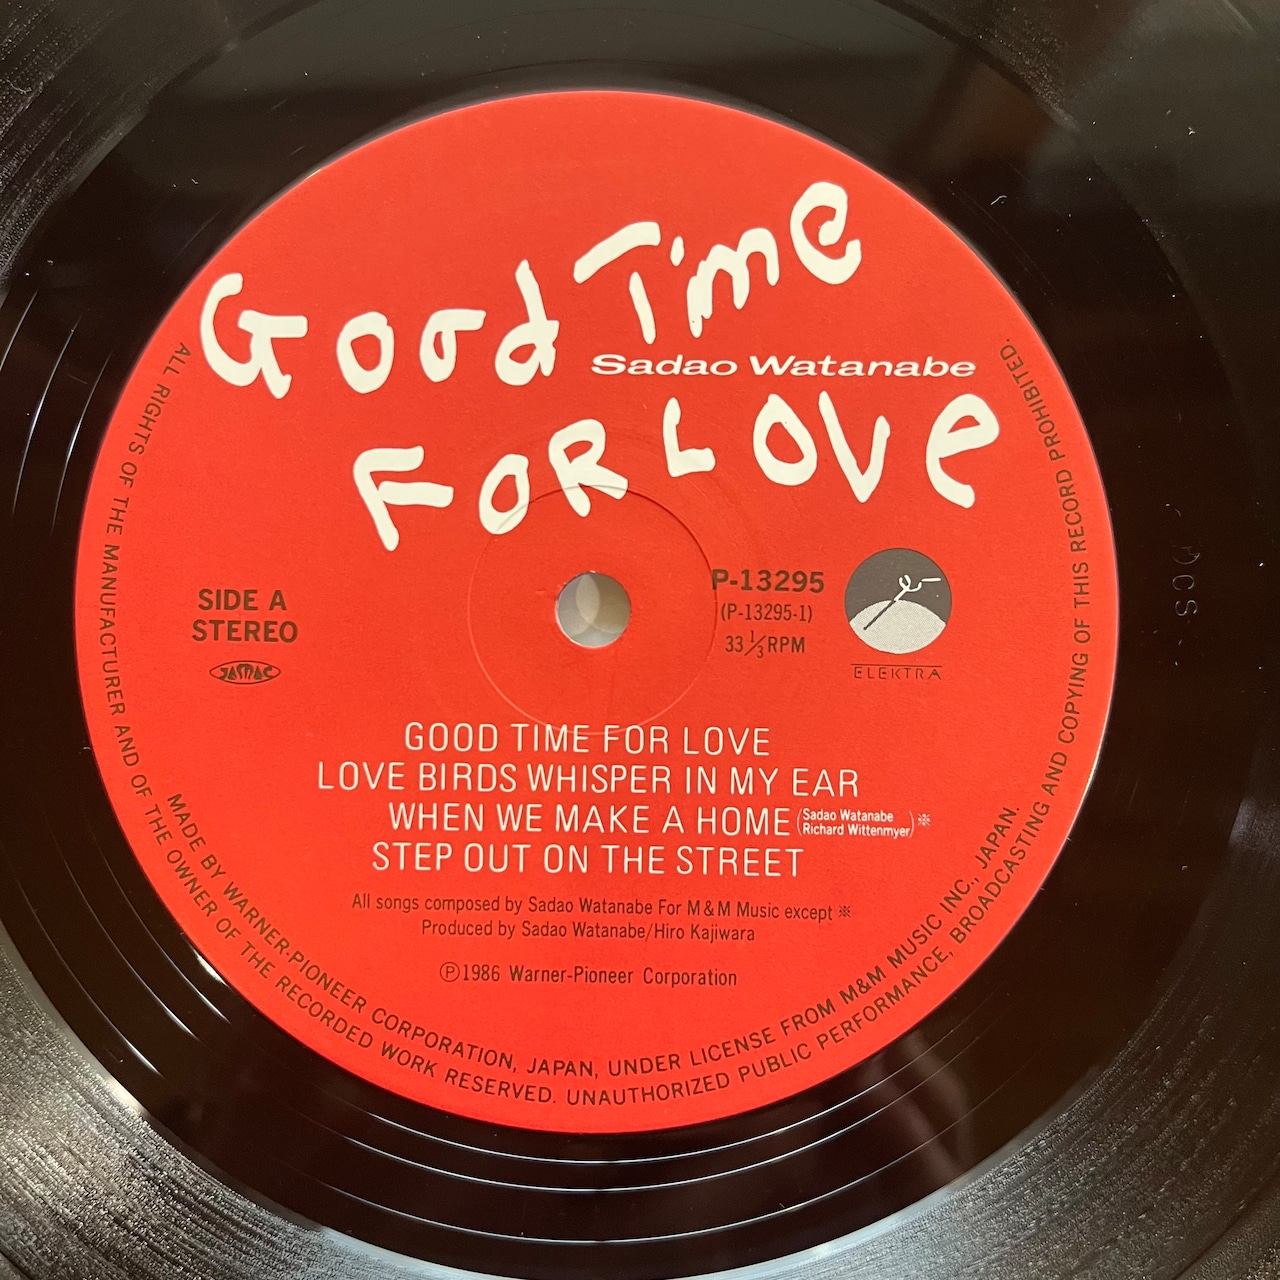 Good Time
Sadao Watanabe
FOR LOVE
SIDE A
STEREO
JASRAC
P-13295
(P-13295-1)
33 1/3 RPM
ELEKTRA
GOOD TIME FOR LOVE
LOVE BIRDS WHISPER IN MY EAR
WHEN WE MAKE A HOME (Sadao Watanabe Richard Wittenmyer)※
STEP OUT ON THE STREET
All songs composed by Sadao Watanabe For M&M Music except ※
Produced by Sadao Watanabe/Hiro Kajiwara
Ⓟ1986 Warner-Pioneer Corporation
MADE BY WARNER-PIONEER CORPORATION, JAPAN, UNDER LICENSE FROM M&M MUSIC INC., JAPAN.
ALL RIGHTS OF THE MANUFACTURER AND OF THE OWNER OF THE RECORDED WORK RESERVED. UNAUTHORIZED PUBLIC PERFORMANCE, BROADCASTING AND COPYING OF THIS RECORD PROHIBITED.